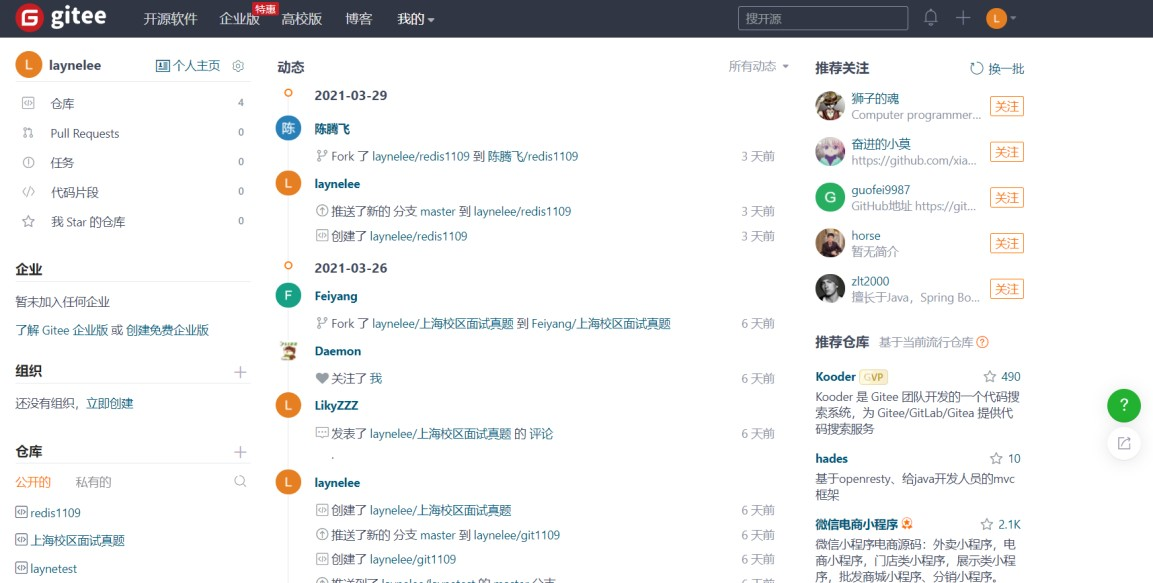 gitee
开源软件
企业版
特惠
高校版
博客
我的
搜开源
L
L
laynelee
个人主页
仓库 4
Pull Requests 0
任务 0
代码片段 0
我 Star 的仓库 0
企业
暂未加入任何企业
了解 Gitee 企业版 或 创建免费企业版
组织
还没有组织，立即创建
仓库
公开的 私有的
redis1109
上海校区面试真题
laynetest
动态
所有动态
2021-03-29
陈
陈腾飞
Fork 了 laynelee/redis1109 到 陈腾飞/redis1109 3 天前
L
laynelee
推送了新的 分支 master 到 laynelee/redis1109 3 天前
创建了 laynelee/redis1109 3 天前
2021-03-26
F
Feiyang
Fork 了 laynelee/上海校区面试真题 到 Feiyang/上海校区面试真题 6 天前
Daemon
关注了 我 6 天前
L
LikyZZZ
发表了 laynelee/上海校区面试真题 的 评论 6 天前
.
L
laynelee
创建了 laynelee/上海校区面试真题 6 天前
推送了新的 分支 master 到 laynelee/git1109 6 天前
创建了 laynelee/git1109 6 天前
推送到了 laynelee/laynetest 的 master 分支 6 天前
推荐关注
换一批
狮子的魂
Computer programmer...
关注
奋进的小莫
https://github.com/xia...
关注
G
guofei9987
GitHub地址 https://git...
关注
horse
暂无简介
关注
zlt2000
擅长于Java，Spring Bo...
关注
推荐仓库 基于当前流行仓库 ?
Kooder GVP 490
Kooder 是 Gitee 团队开发的一个代码搜
索系统，为 Gitee/GitLab/Gitea 提供代
码搜索服务
hades 10
基于openresty、给java开发人员的mvc
框架
微信电商小程序 2.1K
微信小程序电商源码：外卖小程序，电
商小程序，门店类小程序，展示类小程
序，批发商城小程序、分销小程序。
?